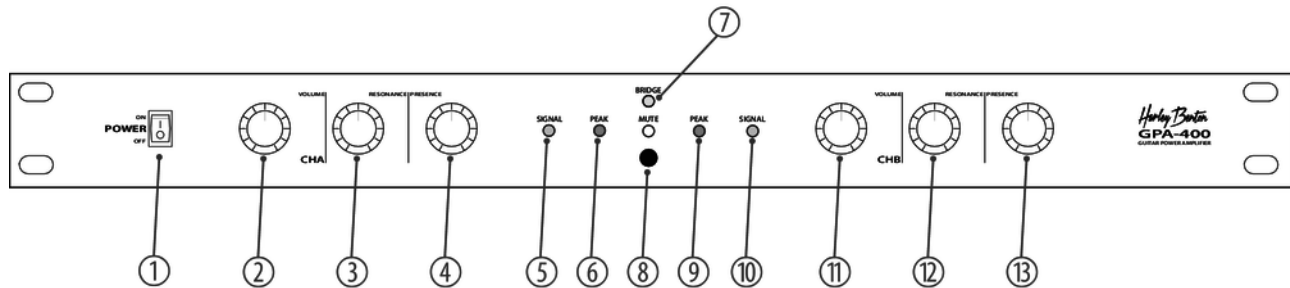 7
BRIDGE
VOLUME RESONANCE PRESENCE VOLUME RESONANCE PRESENCE
ON
POWER
OFF
SIGNAL PEAK MUTE PEAK SIGNAL
Harley Benton
GPA-400
GUITAR POWER AMPLIFIER
CHA CHB
1 2 3 4 5 6 8 9 10 11 12 13